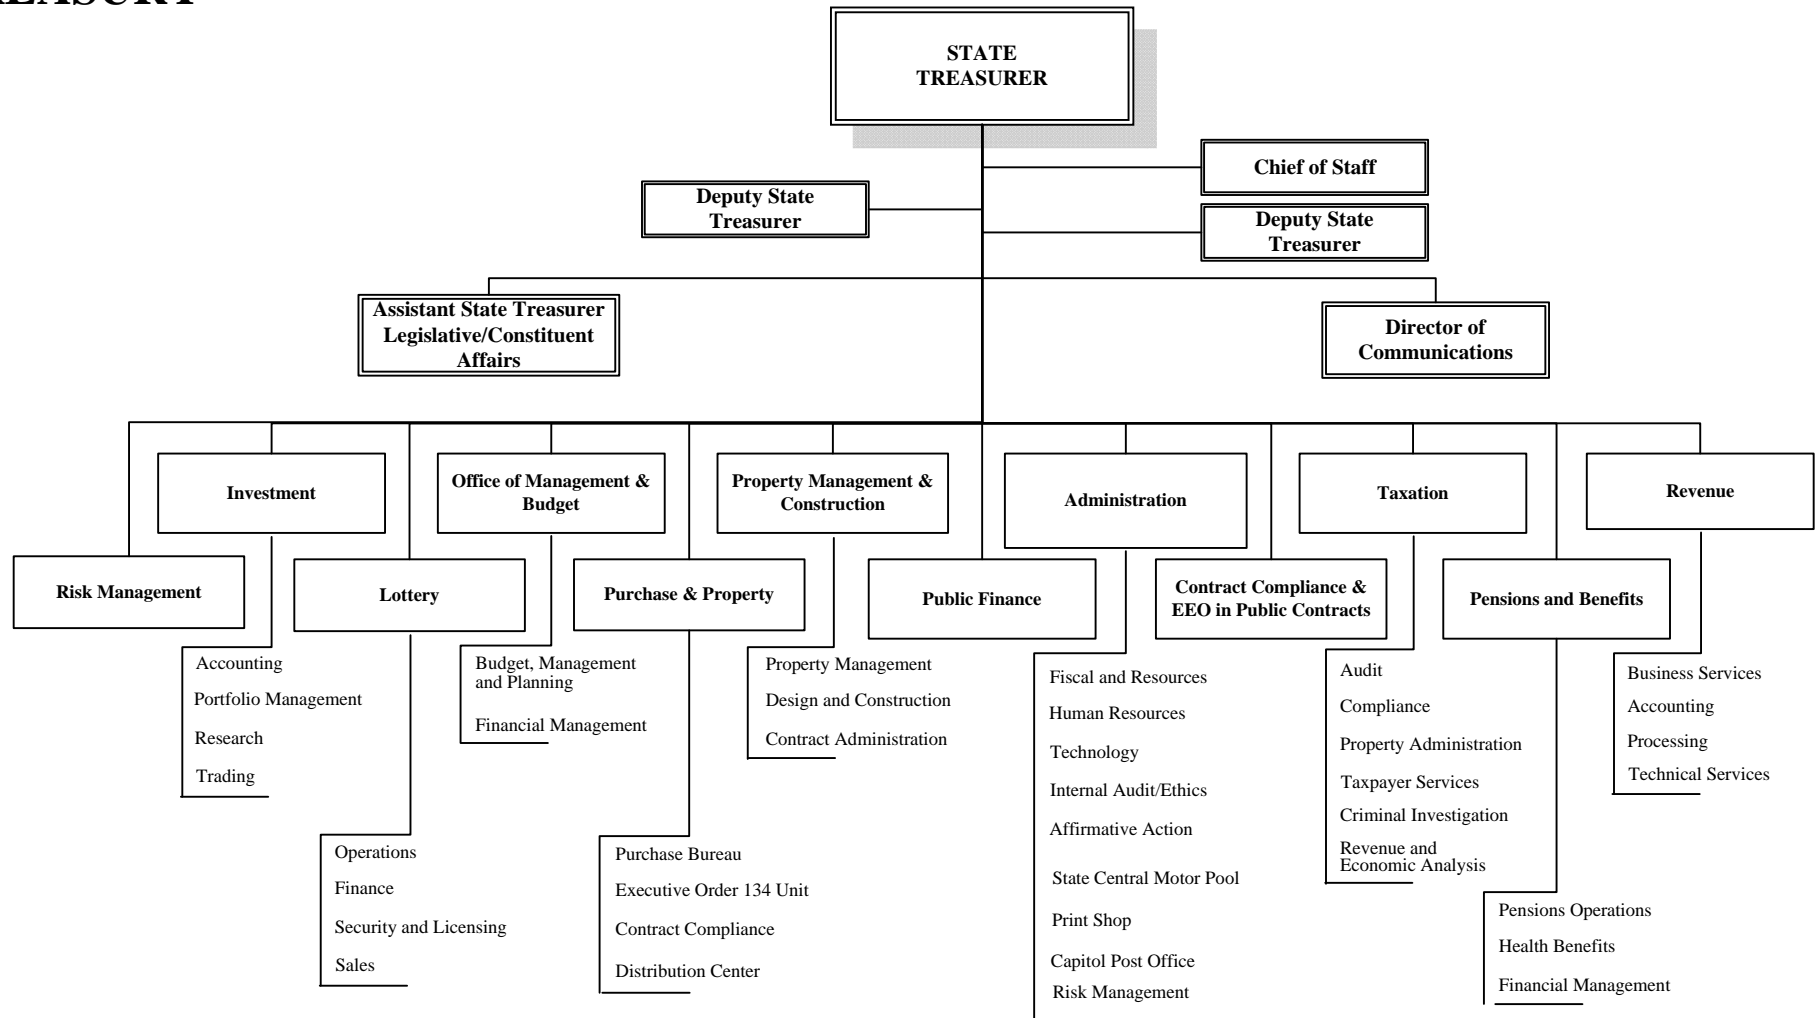 STATE
TREASURER
Chief of Staff
Deputy State
Treasurer
Deputy State
Treasurer
Assistant State Treasurer
Legislative/Constituent
Affairs
Director of
Communications
Investment
Office of Management &
Budget
Property Management &
Construction
Administration
Taxation
Revenue
Risk Management
Lottery
Purchase & Property
Public Finance
Contract Compliance &
EEO in Public Contracts
Pensions and Benefits
Accounting
Portfolio Management
Research
Trading
Budget, Management
and Planning
Financial Management
Property Management
Design and Construction
Contract Administration
Fiscal and Resources
Human Resources
Technology
Internal Audit/Ethics
Affirmative Action
State Central Motor Pool
Print Shop
Capitol Post Office
Risk Management
Audit
Compliance
Property Administration
Taxpayer Services
Criminal Investigation
Revenue and
Economic Analysis
Business Services
Accounting
Processing
Technical Services
Operations
Finance
Security and Licensing
Sales
Purchase Bureau
Executive Order 134 Unit
Contract Compliance
Distribution Center
Pensions Operations
Health Benefits
Financial Management